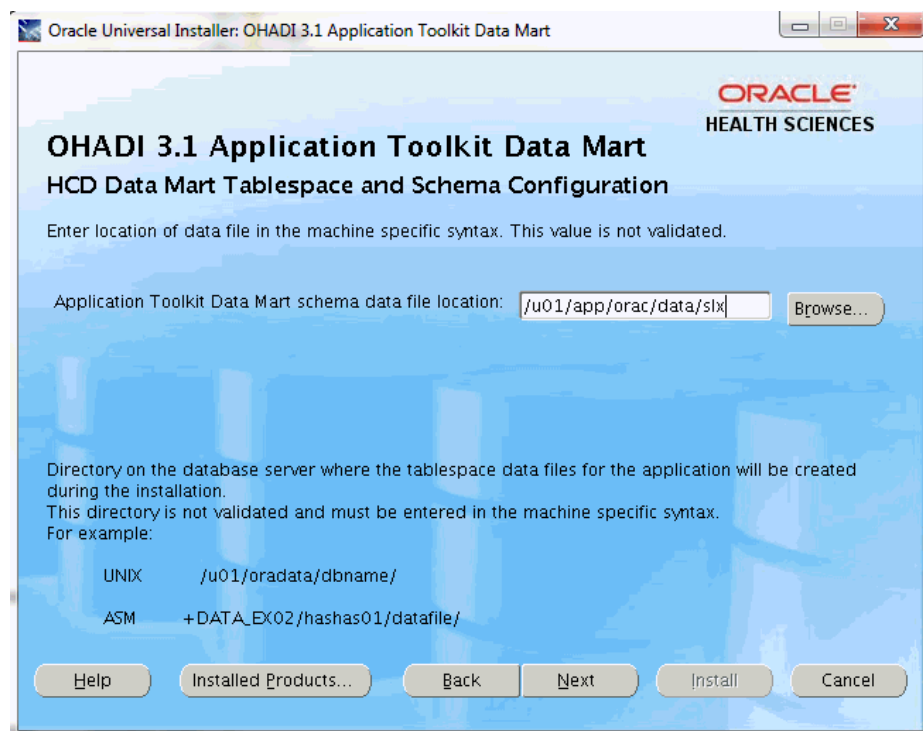 Oracle Universal Installer: OHADI 3.1 Application Toolkit Data Mart
ORACLE
HEALTH SCIENCES
OHADI 3.1 Application Toolkit Data Mart
HCD Data Mart Tablespace and Schema Configuration
Enter location of data file in the machine specific syntax. This value is not validated.
Application Toolkit Data Mart schema data file location: /u01/app/orac/data/slx Browse...
Directory on the database server where the tablespace data files for the application will be created
during the installation.
This directory is not validated and must be entered in the machine specific syntax.
For example:
UNIX /u01/oradata/dbname/
ASM +DATA_EX02/hashas01/datafile/
Help Installed Products... Back Next Install Cancel